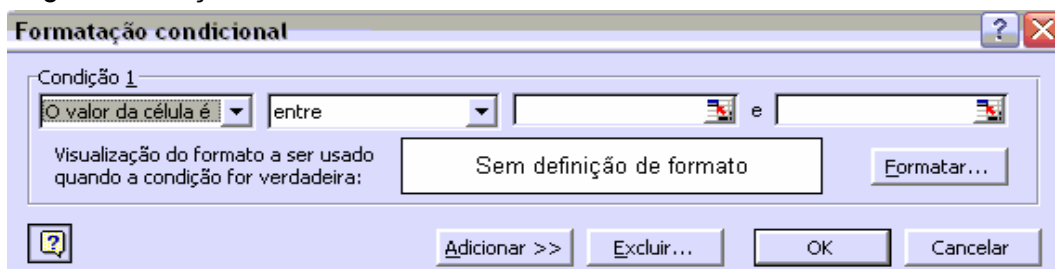 Formatação condicional
Condição 1
O valor da célula é entre e
Visualização do formato a ser usado
quando a condição for verdadeira:
Sem definição de formato
Formatar...
Adicionar >> Excluir... OK Cancelar